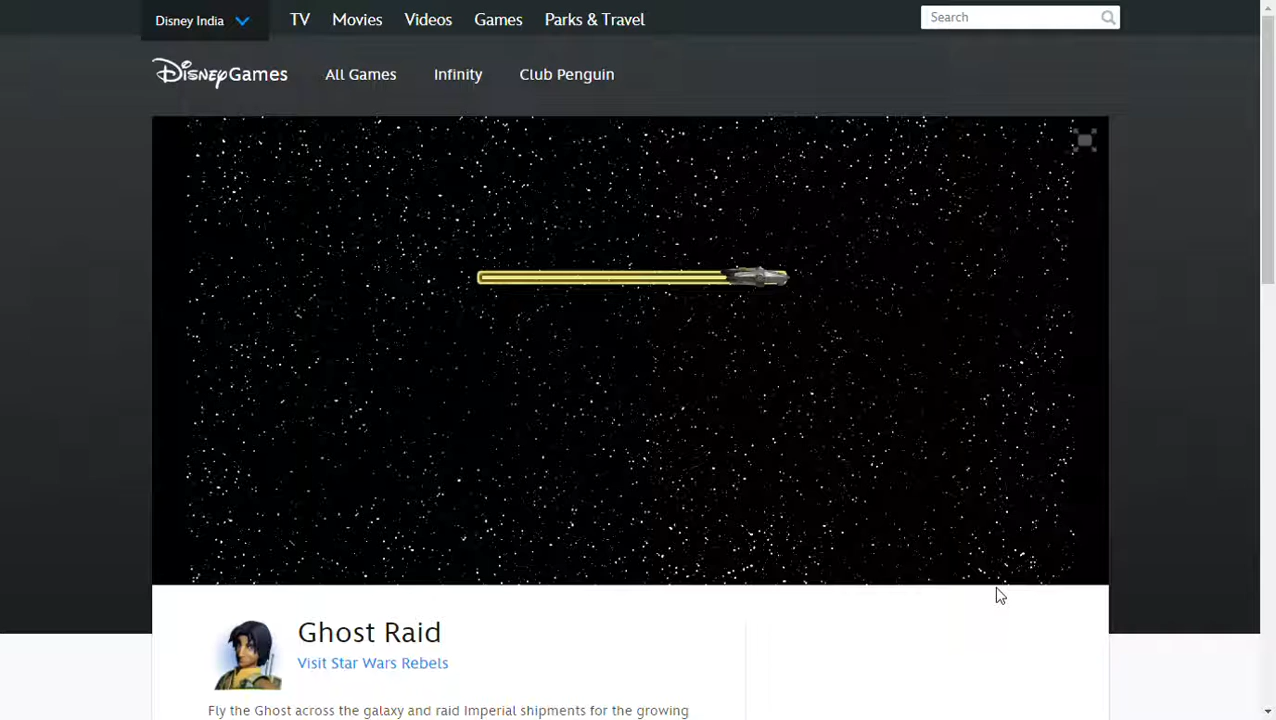 Disney India TV Movies Videos Games Parks & Travel Search
Disney Games All Games Infinity Club Penguin
Ghost Raid
Visit Star Wars Rebels
Fly the Ghost across the galaxy and raid Imperial shipments for the growing